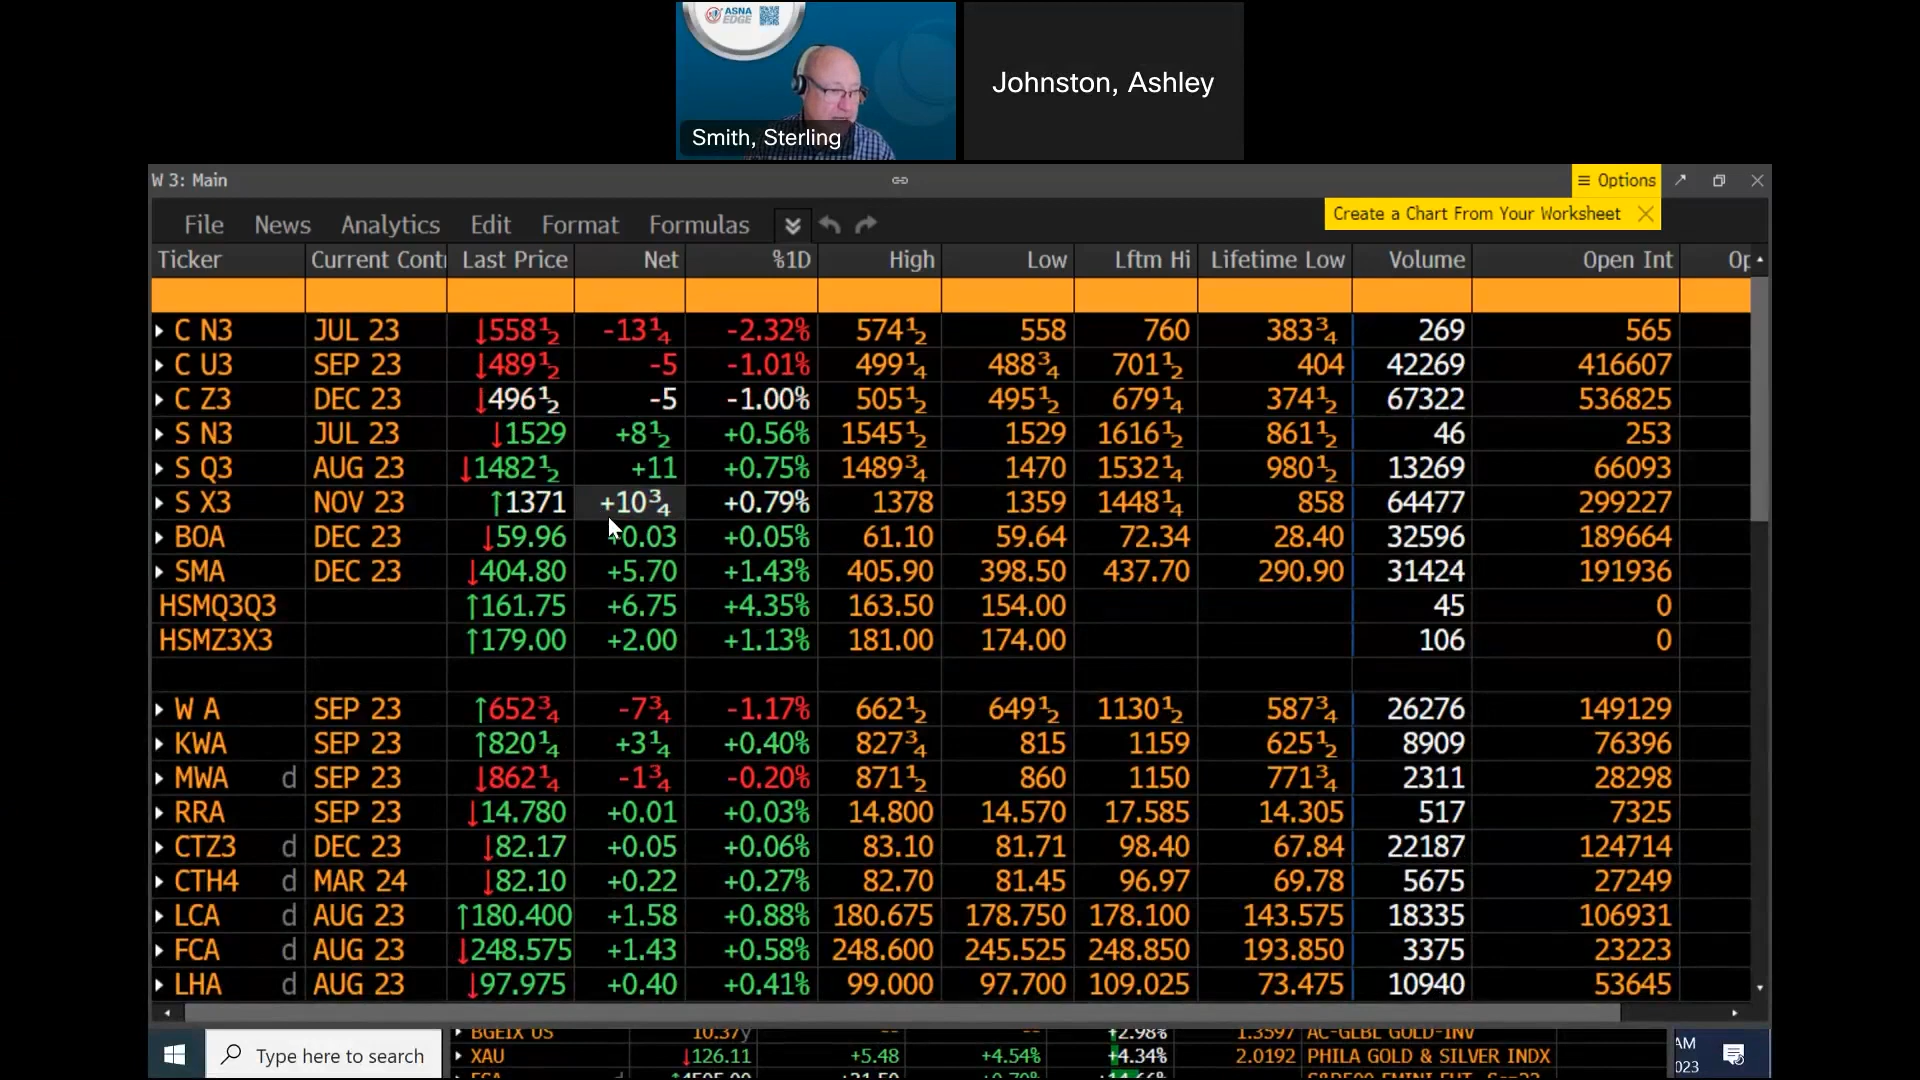 ASNA
EDGE
Smith, Sterling
Johnston, Ashley
W 3: Main
Options
File News Analytics Edit Format Formulas
Create a Chart From Your Worksheet
Ticker Current Cont Last Price Net %1D High Low Lftm Hi Lifetime Low Volume Open Int Op
C N3 JUL 23 ↓558½ -13¼ -2.32% 574½ 558 760 383¾ 269 565
C U3 SEP 23 ↓489½ -5 -1.01% 499¼ 488¾ 701½ 404 42269 416607
C Z3 DEC 23 ↓496½ -5 -1.00% 505½ 495½ 679¼ 374½ 67322 536825
S N3 JUL 23 ↓1529 +8½ +0.56% 1545½ 1529 1616½ 861½ 46 253
S Q3 AUG 23 ↓1482½ +11 +0.75% 1489¾ 1470 1532¼ 980½ 13269 66093
S X3 NOV 23 ↑1371 +10¾ +0.79% 1378 1359 1448¼ 858 64477 299227
BOA DEC 23 ↓59.96 +0.03 +0.05% 61.10 59.64 72.34 28.40 32596 189664
SMA DEC 23 ↓404.80 +5.70 +1.43% 405.90 398.50 437.70 290.90 31424 191936
HSMQ3Q3 ↑161.75 +6.75 +4.35% 163.50 154.00 45 0
HSMZ3X3 ↑179.00 +2.00 +1.13% 181.00 174.00 106 0
W A SEP 23 ↑652¾ -7¾ -1.17% 662½ 649½ 1130½ 587¾ 26276 149129
KWA SEP 23 ↑820¼ +3¼ +0.40% 827¾ 815 1159 625½ 8909 76396
MWA d SEP 23 ↓862¼ -1¾ -0.20% 871½ 860 1150 771¾ 2311 28298
RRA SEP 23 ↓14.780 +0.01 +0.03% 14.800 14.570 17.585 14.305 517 7325
CTZ3 d DEC 23 ↓82.17 +0.05 +0.06% 83.10 81.71 98.40 67.84 22187 124714
CTH4 d MAR 24 ↓82.10 +0.22 +0.27% 82.70 81.45 96.97 69.78 5675 27249
LCA d AUG 23 ↑180.400 +1.58 +0.88% 180.675 178.750 178.100 143.575 18335 106931
FCA d AUG 23 ↓248.575 +1.43 +0.58% 248.600 245.525 248.850 193.850 3375 23223
LHA d AUG 23 ↓97.975 +0.40 +0.41% 99.000 97.700 109.025 73.475 10940 53645
BGEIX US 10.37y -- -- +2.98% 1.3597 AC-GLBL GOLD-INV
Type here to search
XAU ↓126.11 +5.48 +4.54% +4.34% 2.0192 PHILA GOLD & SILVER INDX
AM
023